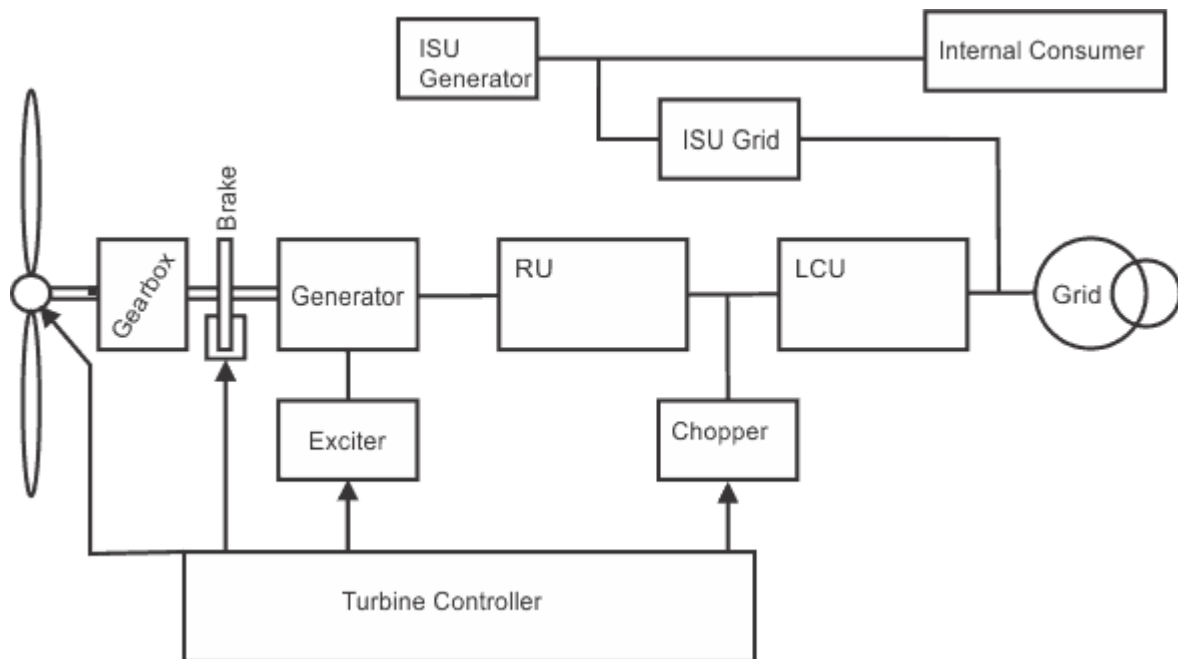 ISU
Generator
Internal Consumer
ISU Grid
Brake
Gearbox
Generator
RU
LCU
Grid
Exciter
Chopper
Turbine Controller